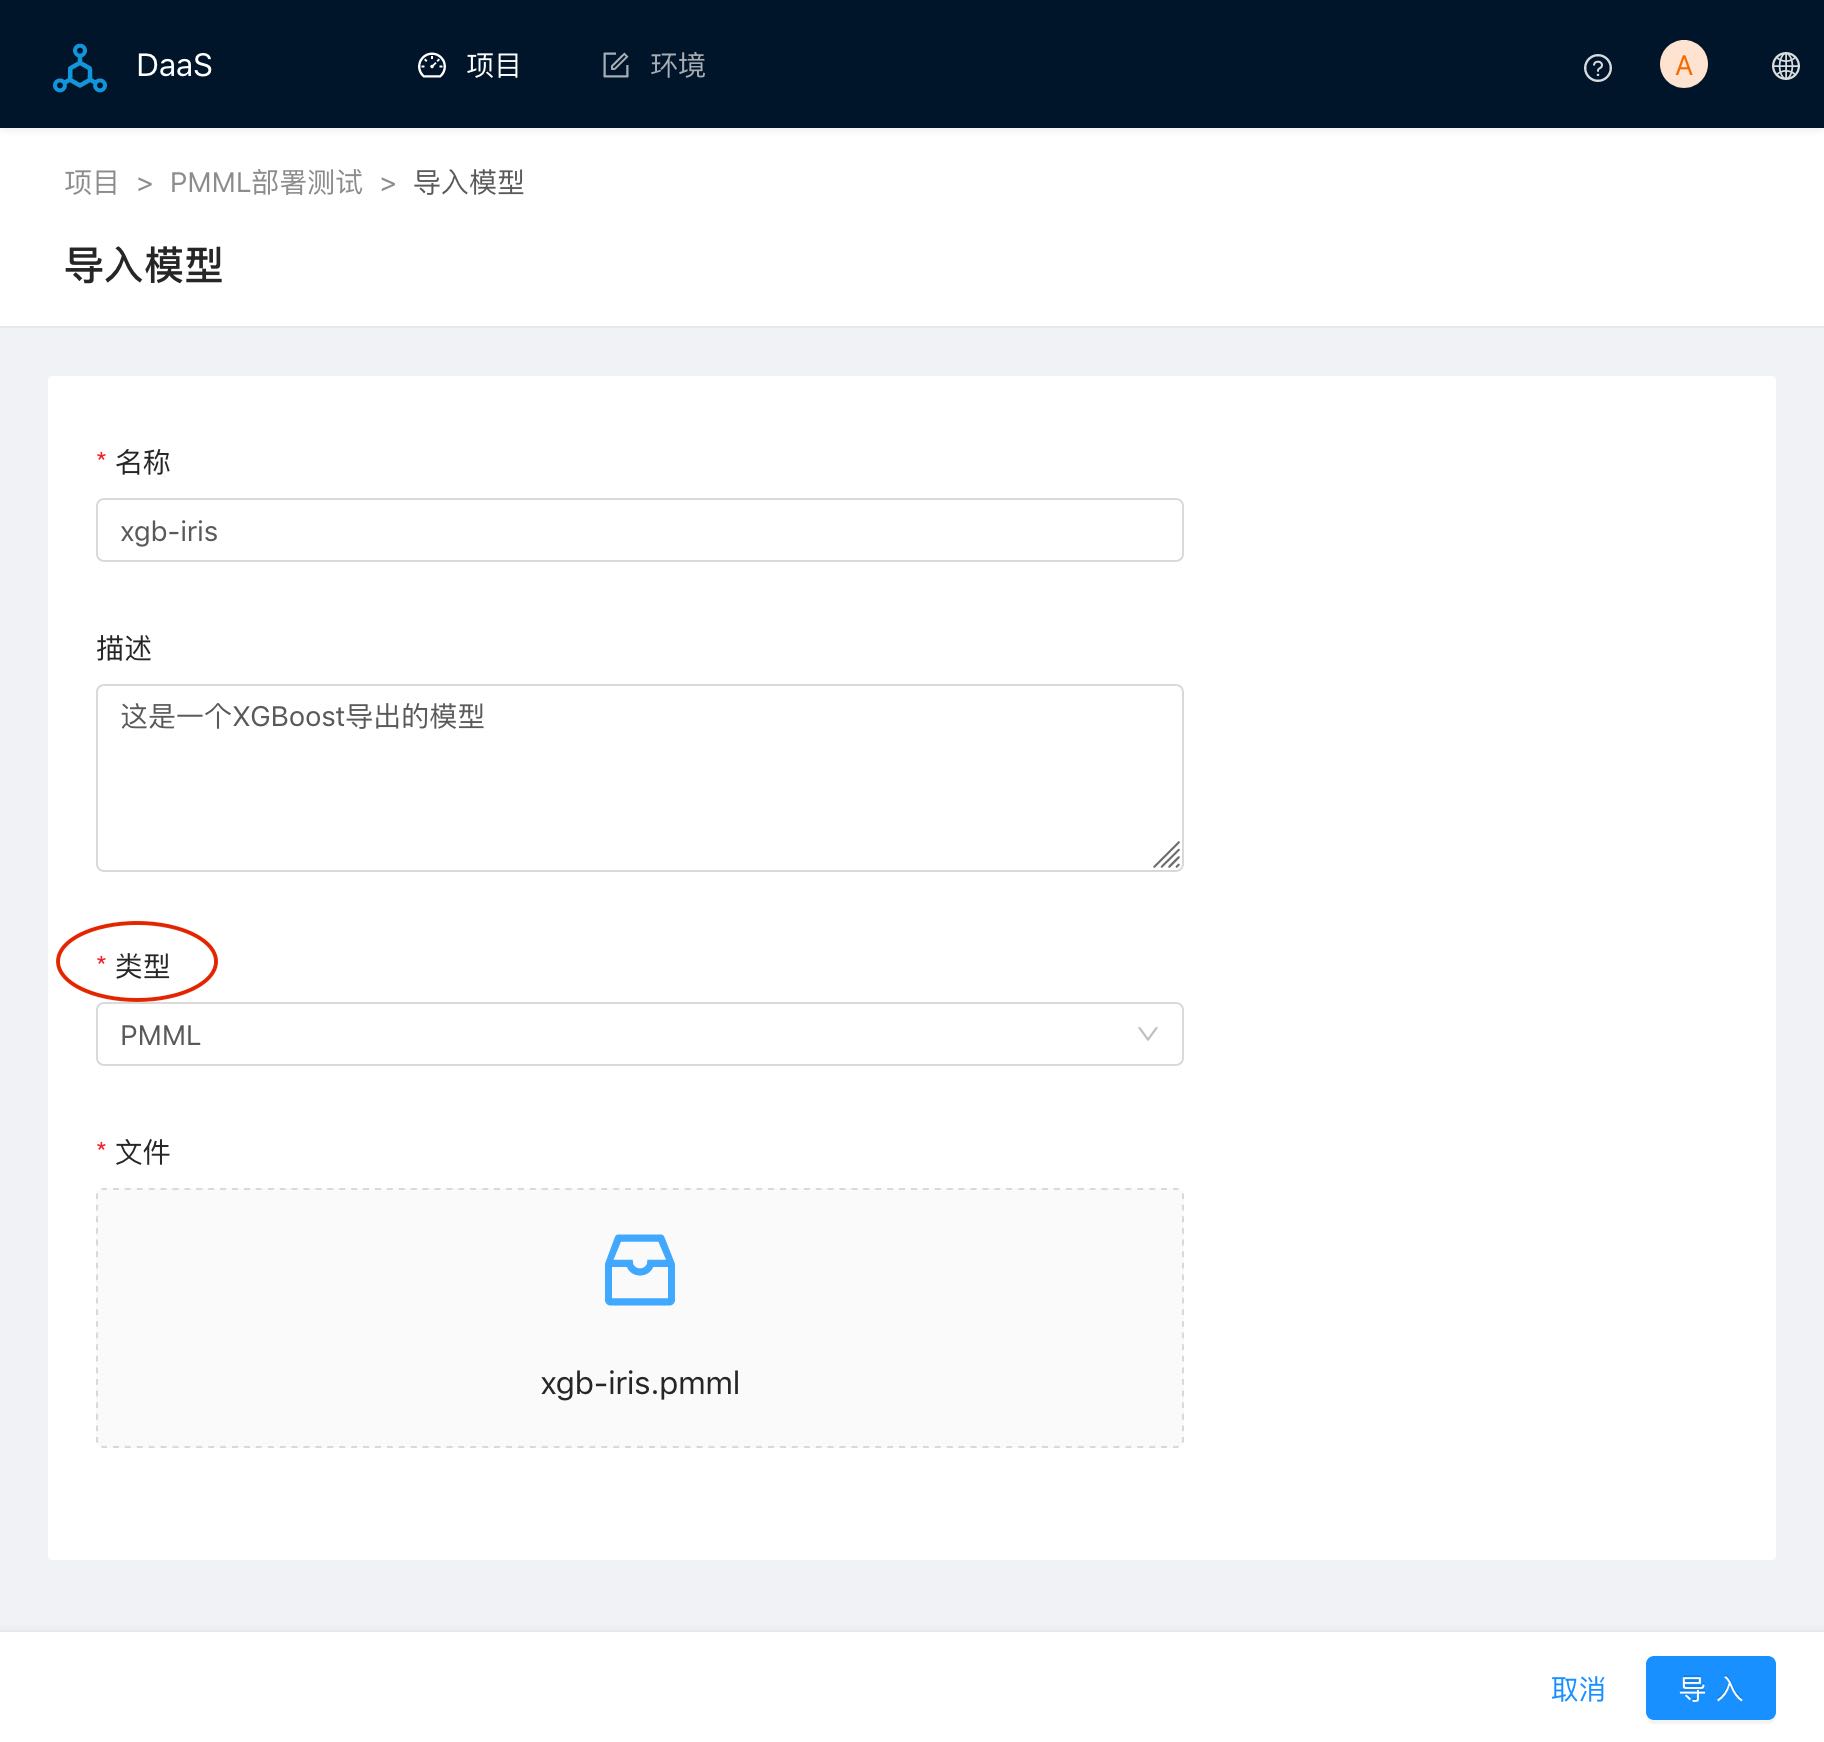 DaaS 项目 环境 A
项目 > PMML部署测试 > 导入模型
导入模型
* 名称
xgb-iris
描述
这是一个XGBoost导出的模型
* 类型
PMML
* 文件
xgb-iris.pmml
取消 导 入